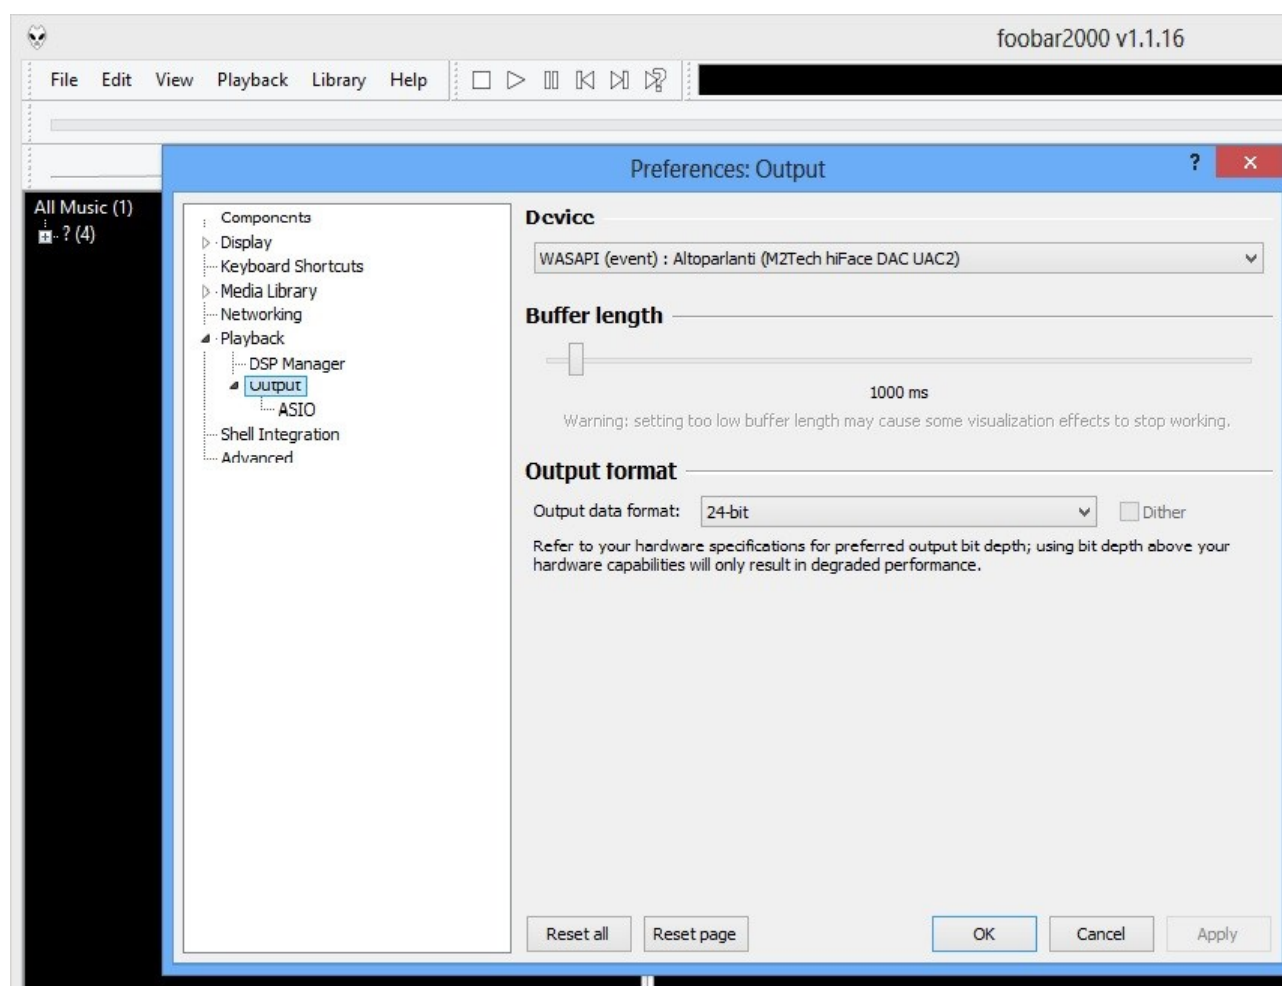 foobar2000 v1.1.16
File Edit View Playback Library Help
Preferences: Output
?
All Music (1)
? (4)
Components
Display
Keyboard Shortcuts
Media Library
Networking
Playback
DSP Manager
Output
ASIO
Shell Integration
Advanced
Device
WASAPI (event) : Altoparlanti (M2Tech hiFace DAC UAC2)
Buffer length
1000 ms
Warning: setting too low buffer length may cause some visualization effects to stop working.
Output format
Output data format: 24-bit Dither
Refer to your hardware specifications for preferred output bit depth; using bit depth above your
hardware capabilities will only result in degraded performance.
Reset all Reset page OK Cancel Apply